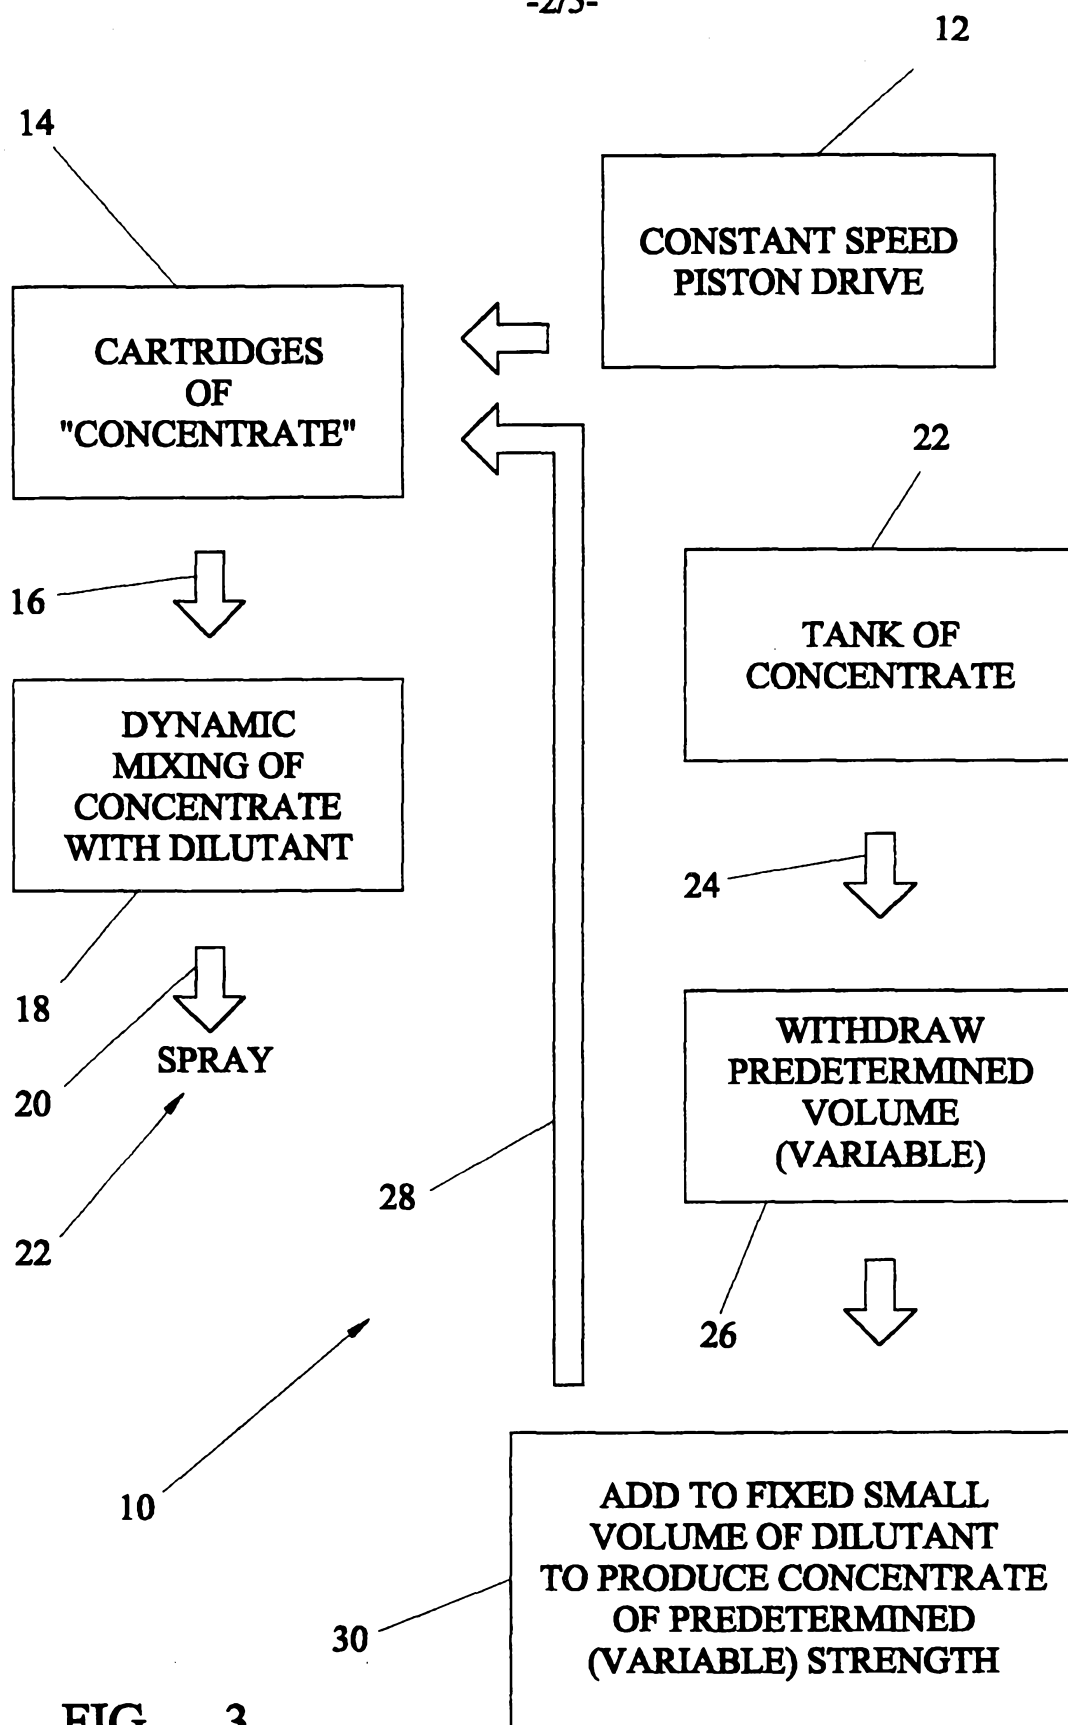 -2/5-
12
14
CONSTANT SPEED
PISTON DRIVE
CARTRIDGES
OF
"CONCENTRATE"
22
16
TANK OF
CONCENTRATE
DYNAMIC
MIXING OF
CONCENTRATE
WITH DILUTANT
24
18
SPRAY
20
WITHDRAW
PREDETERMINED
VOLUME
(VARIABLE)
28
22
26
10
ADD TO FIXED SMALL
VOLUME OF DILUTANT
TO PRODUCE CONCENTRATE
OF PREDETERMINED
(VARIABLE) STRENGTH
30
FIG 3